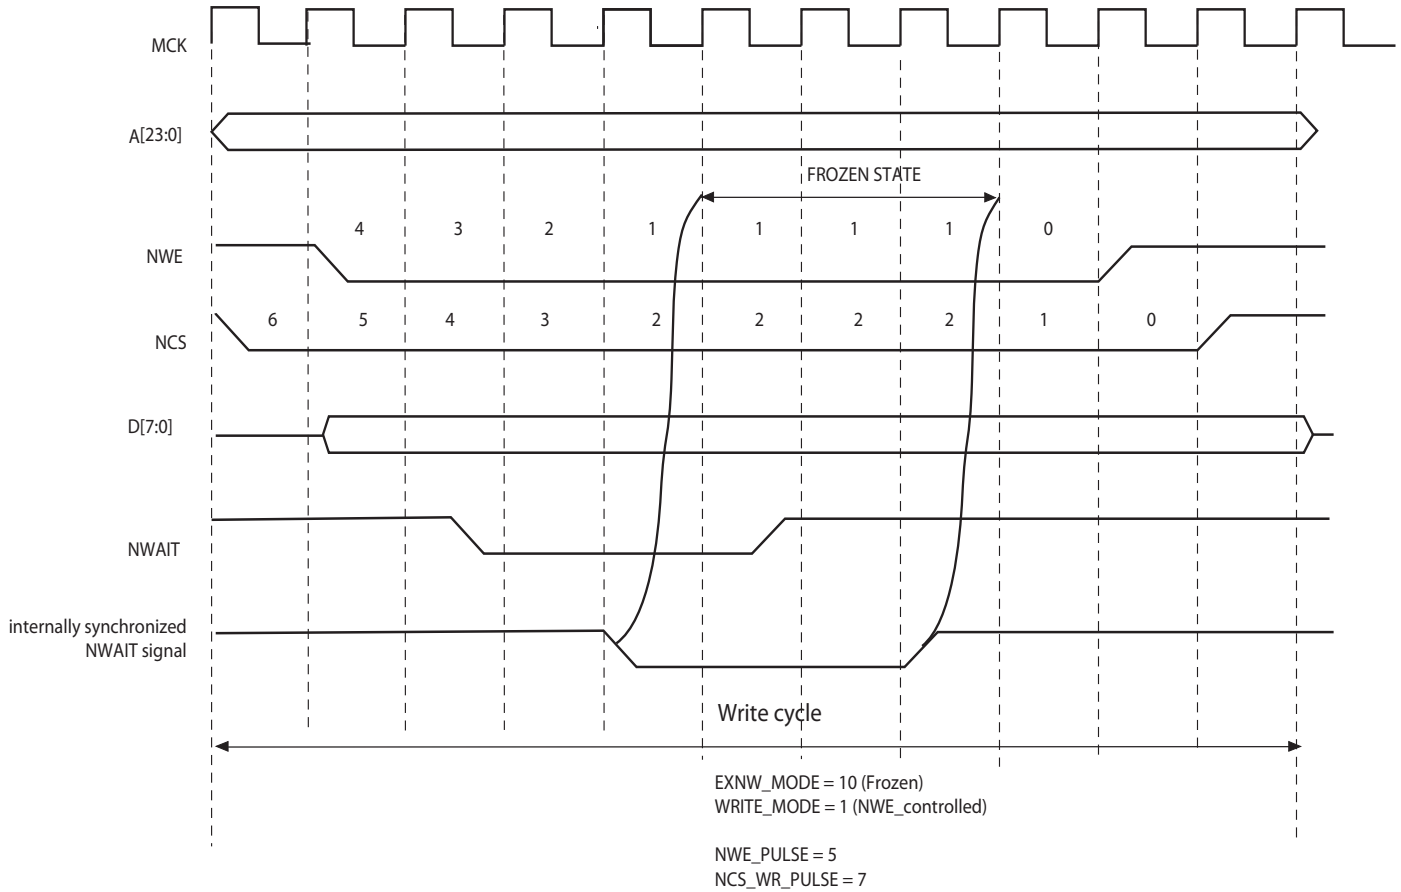 MCK
A[23:0]
FROZEN STATE
4 3 2 1 1 1 1 0
NWE
6 5 4 3 2 2 2 2 1 0
NCS
D[7:0]
NWAIT
internally synchronized
NWAIT signal
Write cycle
EXNW_MODE = 10 (Frozen)
WRITE_MODE = 1 (NWE_controlled)
NWE_PULSE = 5
NCS_WR_PULSE = 7